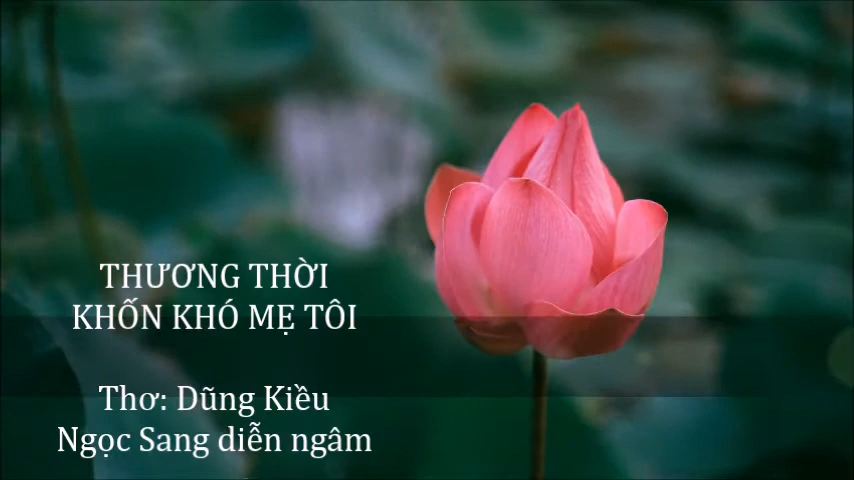 THƯƠNG THỜI
KHỐN KHÓ MẸ TÔI
Thơ: Dũng Kiều
Ngọc Sang diễn ngâm